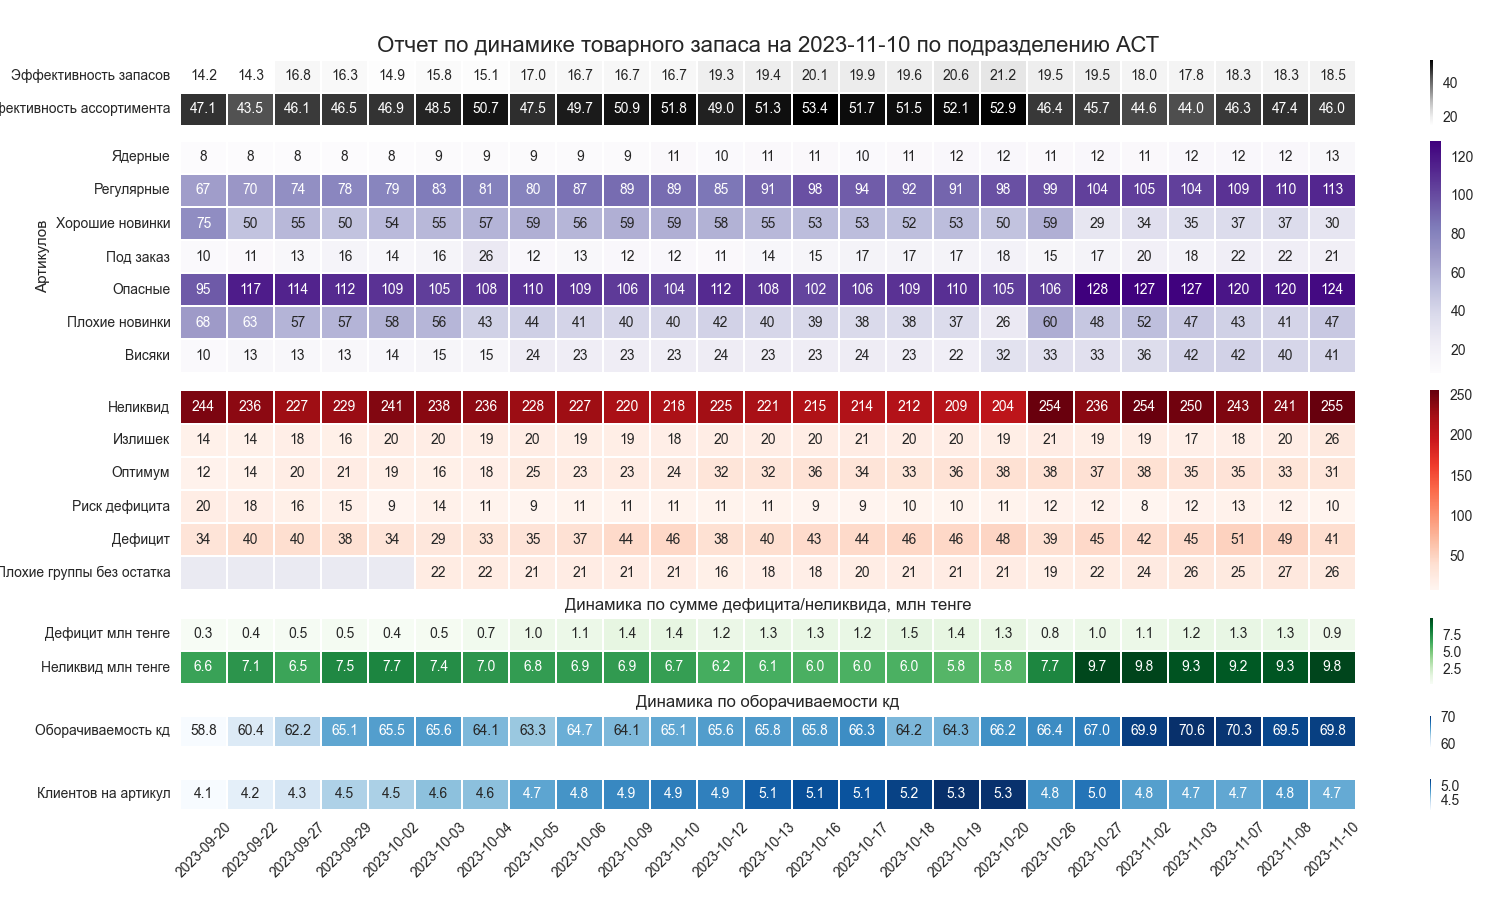 Отчет по динамике товарного запаса на 2023-11-10 по подразделению АСТ
Эффективность запасов 14.2 14.3 16.8 16.3 14.9 15.8 15.1 17.0 16.7 16.7 16.7 19.3 19.4 20.1 19.9 19.6 20.6 21.2 19.5 19.5 18.0 17.8 18.3 18.3 18.5
фективность ассортимента 47.1 43.5 46.1 46.5 46.9 48.5 50.7 47.5 49.7 50.9 51.8 49.0 51.3 53.4 51.7 51.5 52.1 52.9 46.4 45.7 44.6 44.0 46.3 47.4 46.0
40
20
Артикулов
Ядерные 8 8 8 8 8 9 9 9 9 9 11 10 11 11 10 11 12 12 11 12 11 12 12 12 13
Регулярные 67 70 74 78 79 83 81 80 87 89 89 85 91 98 94 92 91 98 99 104 105 104 109 110 113
Хорошие новинки 75 50 55 50 54 55 57 59 56 59 59 58 55 53 53 52 53 50 59 29 34 35 37 37 30
Под заказ 10 11 13 16 14 16 26 12 13 12 12 11 14 15 17 17 17 18 15 17 20 18 22 22 21
Опасные 95 117 114 112 109 105 108 110 109 106 104 112 108 102 106 109 110 105 106 128 127 127 120 120 124
Плохие новинки 68 63 57 57 58 56 43 44 41 40 40 42 40 39 38 38 37 26 60 48 52 47 43 41 47
Висяки 10 13 13 13 14 15 15 24 23 23 23 24 23 23 24 23 22 32 33 33 36 42 42 40 41
120
100
80
60
40
20
Неликвид 244 236 227 229 241 238 236 228 227 220 218 225 221 215 214 212 209 204 254 236 254 250 243 241 255
Излишек 14 14 18 16 20 20 19 20 19 19 18 20 20 20 21 20 20 19 21 19 19 17 18 20 26
Оптимум 12 14 20 21 19 16 18 25 23 23 24 32 32 36 34 33 36 38 38 37 38 35 35 33 31
Риск дефицита 20 18 16 15 9 14 11 9 11 11 11 11 11 9 9 10 10 11 12 12 8 12 13 12 10
Дефицит 34 40 40 38 34 29 33 35 37 44 46 38 40 43 44 46 46 48 39 45 42 45 51 49 41
Плохие группы без остатка 22 22 21 21 21 21 16 18 18 20 21 21 21 19 22 24 26 25 27 26
250
200
150
100
50
Динамика по сумме дефицита/неликвида, млн тенге
Дефицит млн тенге 0.3 0.4 0.5 0.5 0.4 0.5 0.7 1.0 1.1 1.4 1.4 1.2 1.3 1.3 1.2 1.5 1.4 1.3 0.8 1.0 1.1 1.2 1.3 1.3 0.9
Неликвид млн тенге 6.6 7.1 6.5 7.5 7.7 7.4 7.0 6.8 6.9 6.9 6.7 6.2 6.1 6.0 6.0 6.0 5.8 5.8 7.7 9.7 9.8 9.3 9.2 9.3 9.8
7.5
5.0
2.5
Динамика по оборачиваемости кд
Оборачиваемость кд 58.8 60.4 62.2 65.1 65.5 65.6 64.1 63.3 64.7 64.1 65.1 65.6 65.8 65.8 66.3 64.2 64.3 66.2 66.4 67.0 69.9 70.6 70.3 69.5 69.8
70
60
Клиентов на артикул 4.1 4.2 4.3 4.5 4.5 4.6 4.6 4.7 4.8 4.9 4.9 4.9 5.1 5.1 5.1 5.2 5.3 5.3 4.8 5.0 4.8 4.7 4.7 4.8 4.7
5.0
4.5
2023-09-20 2023-09-22 2023-09-27 2023-09-29 2023-10-02 2023-10-03 2023-10-04 2023-10-05 2023-10-06 2023-10-09 2023-10-10 2023-10-12 2023-10-13 2023-10-16 2023-10-17 2023-10-18 2023-10-19 2023-10-20 2023-10-26 2023-10-27 2023-11-02 2023-11-03 2023-11-07 2023-11-08 2023-11-10